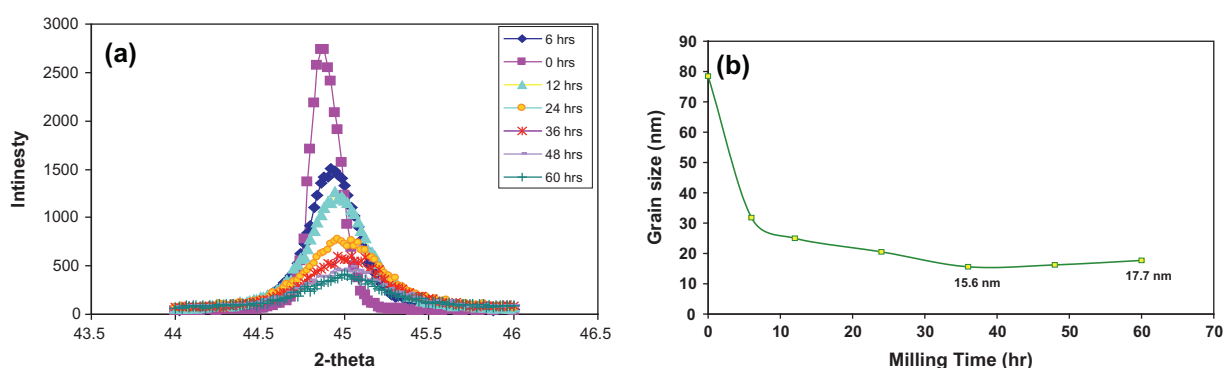 (a)
3000
2500
2000
1500
1000
500
0
43.5 44 44.5 45 45.5 46 46.5
2-theta
Intinesty
6 hrs
0 hrs
12 hrs
24 hrs
36 hrs
48 hrs
60 hrs
(b)
90
80
70
60
50
40
30
20
10
0
0 10 20 30 40 50 60 70
Milling Time (hr)
Grain size (nm)
15.6 nm
17.7 nm